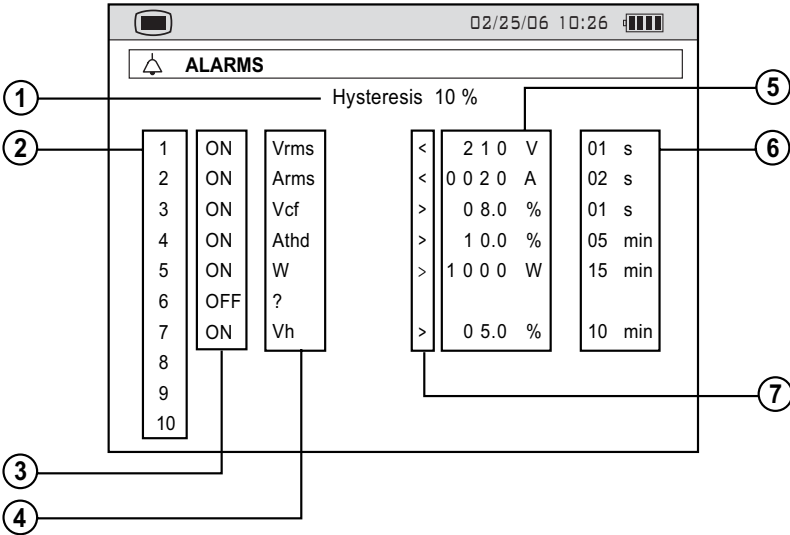 02/25/06 10:26
ALARMS
1
Hysteresis 10 %
5
2
6
1 ON Vrms < 210 V 01 s
2 ON Arms < 0020 A 02 s
3 ON Vcf > 08.0 % 01 s
4 ON Athd > 10.0 % 05 min
5 ON W > 1000 W 15 min
6 OFF ?
7 ON Vh > 05.0 % 10 min
8
9
10
7
3
4